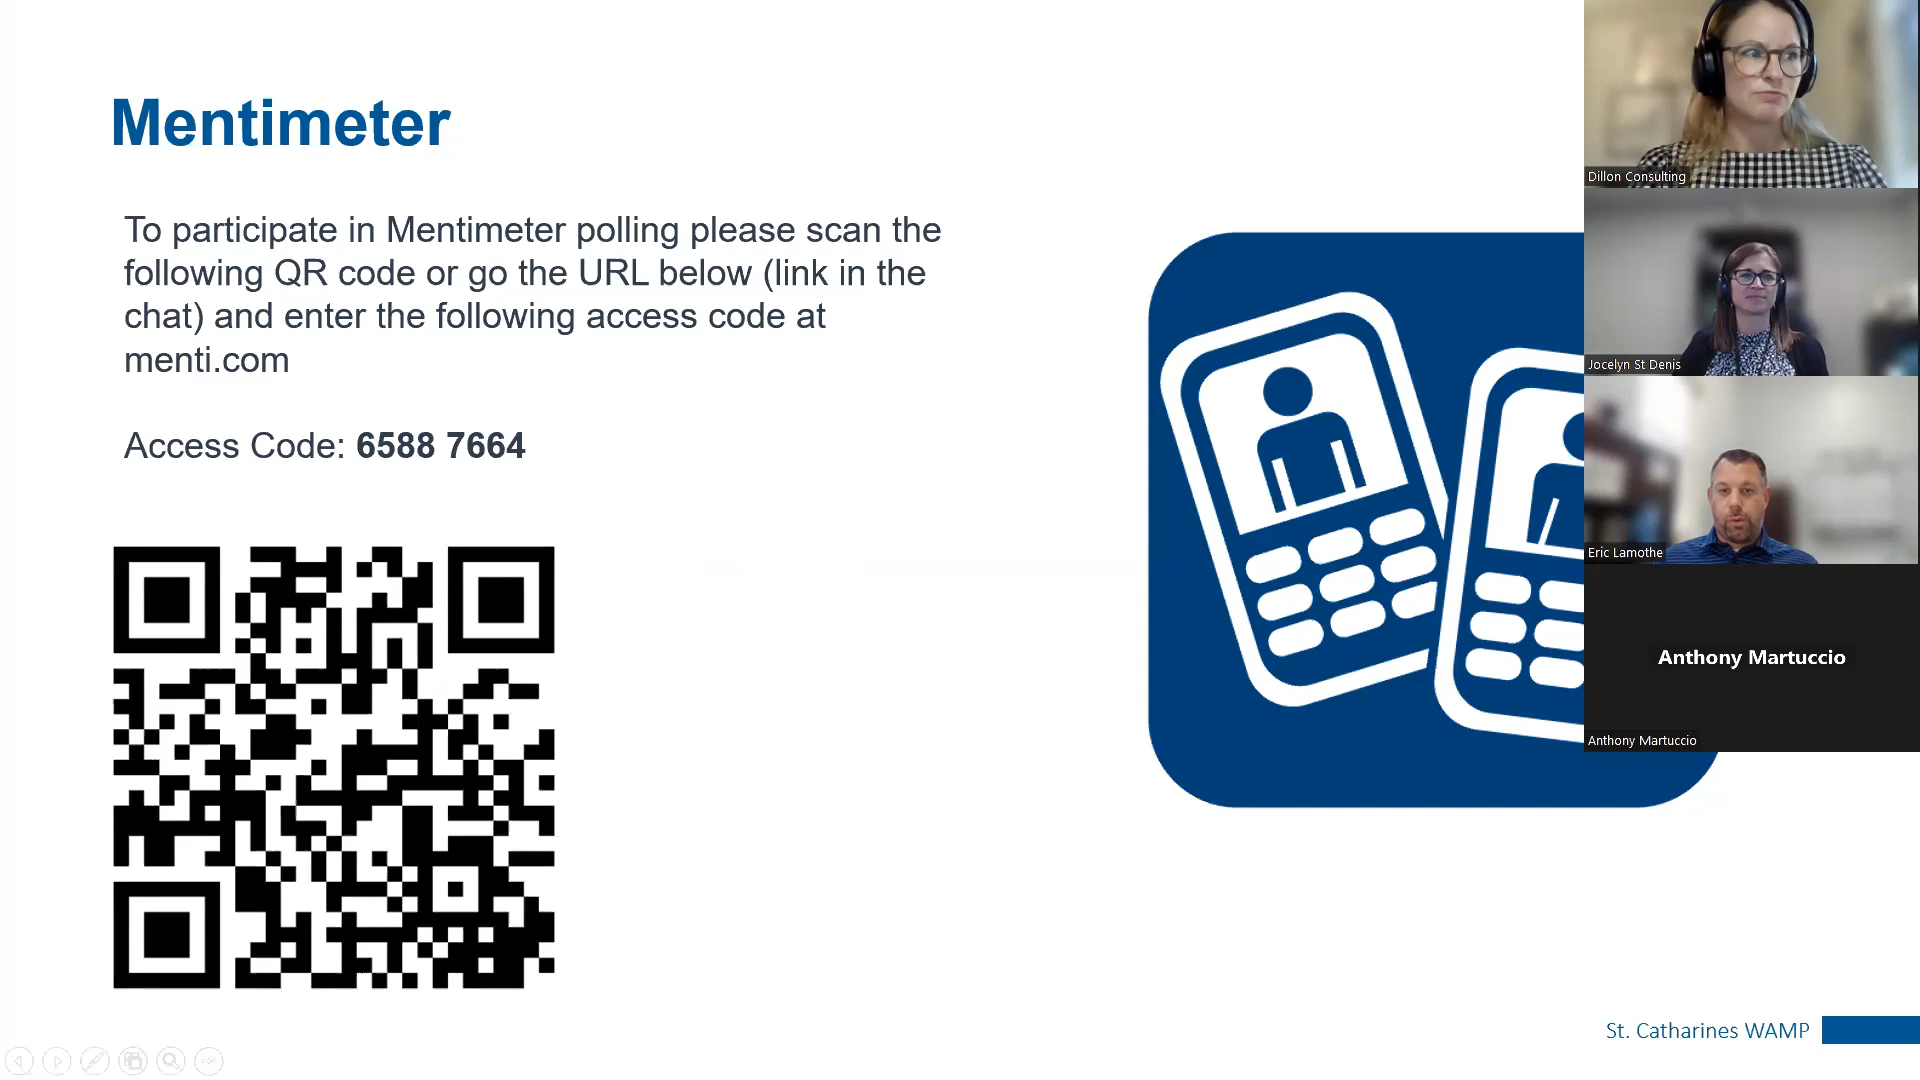 Mentimeter
To participate in Mentimeter polling please scan the
following QR code or go the URL below (link in the
chat) and enter the following access code at
menti.com
Access Code: 6588 7664
Dillon Consulting
Jocelyn St Denis
Eric Lamothe
Anthony Martuccio
Anthony Martuccio
St. Catharines WAMP